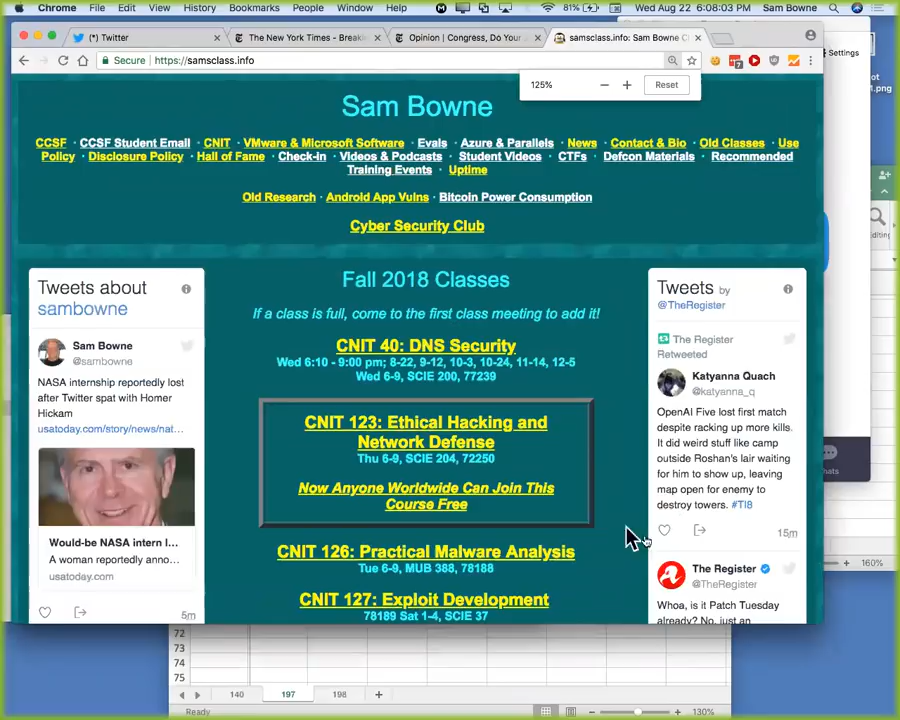 Chrome File Edit View History Bookmarks People Window Help 81% Wed Aug 22 6:08:03 PM Sam Bowne
(*) Twitter
The New York Times - Breaki
Opinion | Congress, Do Your
samsclass.info: Sam Bowne C
Settings
Secure https://samsclass.info
125% − + Reset
Sam Bowne
CCSF · CCSF Student Email · CNIT · VMware & Microsoft Software · Evals · Azure & Parallels · News · Contact & Bio · Old Classes · Use
Policy · Disclosure Policy · Hall of Fame · Check-In · Videos & Podcasts · Student Videos · CTFs · Defcon Materials · Recommended
Training Events · Uptime
Old Research · Android App Vulns · Bitcoin Power Consumption
Cyber Security Club
Fall 2018 Classes
If a class is full, come to the first class meeting to add it!
CNIT 40: DNS Security
Wed 6:10 - 9:00 pm; 8-22, 9-12, 10-3, 10-24, 11-14, 12-5
Wed 6-9, SCIE 200, 77239
CNIT 123: Ethical Hacking and
Network Defense
Thu 6-9, SCIE 204, 72250
Now Anyone Worldwide Can Join This
Course Free
CNIT 126: Practical Malware Analysis
Tue 6-9, MUB 388, 78188
CNIT 127: Exploit Development
78189 Sat 1-4, SCIE 37
Tweets about
sambowne
Sam Bowne
@sambowne
NASA internship reportedly lost
after Twitter spat with Homer
Hickam
usatoday.com/story/news/nat...
Would-be NASA intern l...
A woman reportedly anno...
usatoday.com
5m
Tweets by
@TheRegister
The Register
Retweeted
Katyanna Quach
@katyanna_q
OpenAI Five lost first match
despite racking up more kills.
It did weird stuff like camp
outside Roshan's lair waiting
for him to show up, leaving
map open for enemy to
destroy towers. #TI8
15m
The Register
@TheRegister
Whoa, is it Patch Tuesday
already? No, just an
Editing
160%
72
73
74
75
140 197 198 +
Ready
− + 130%